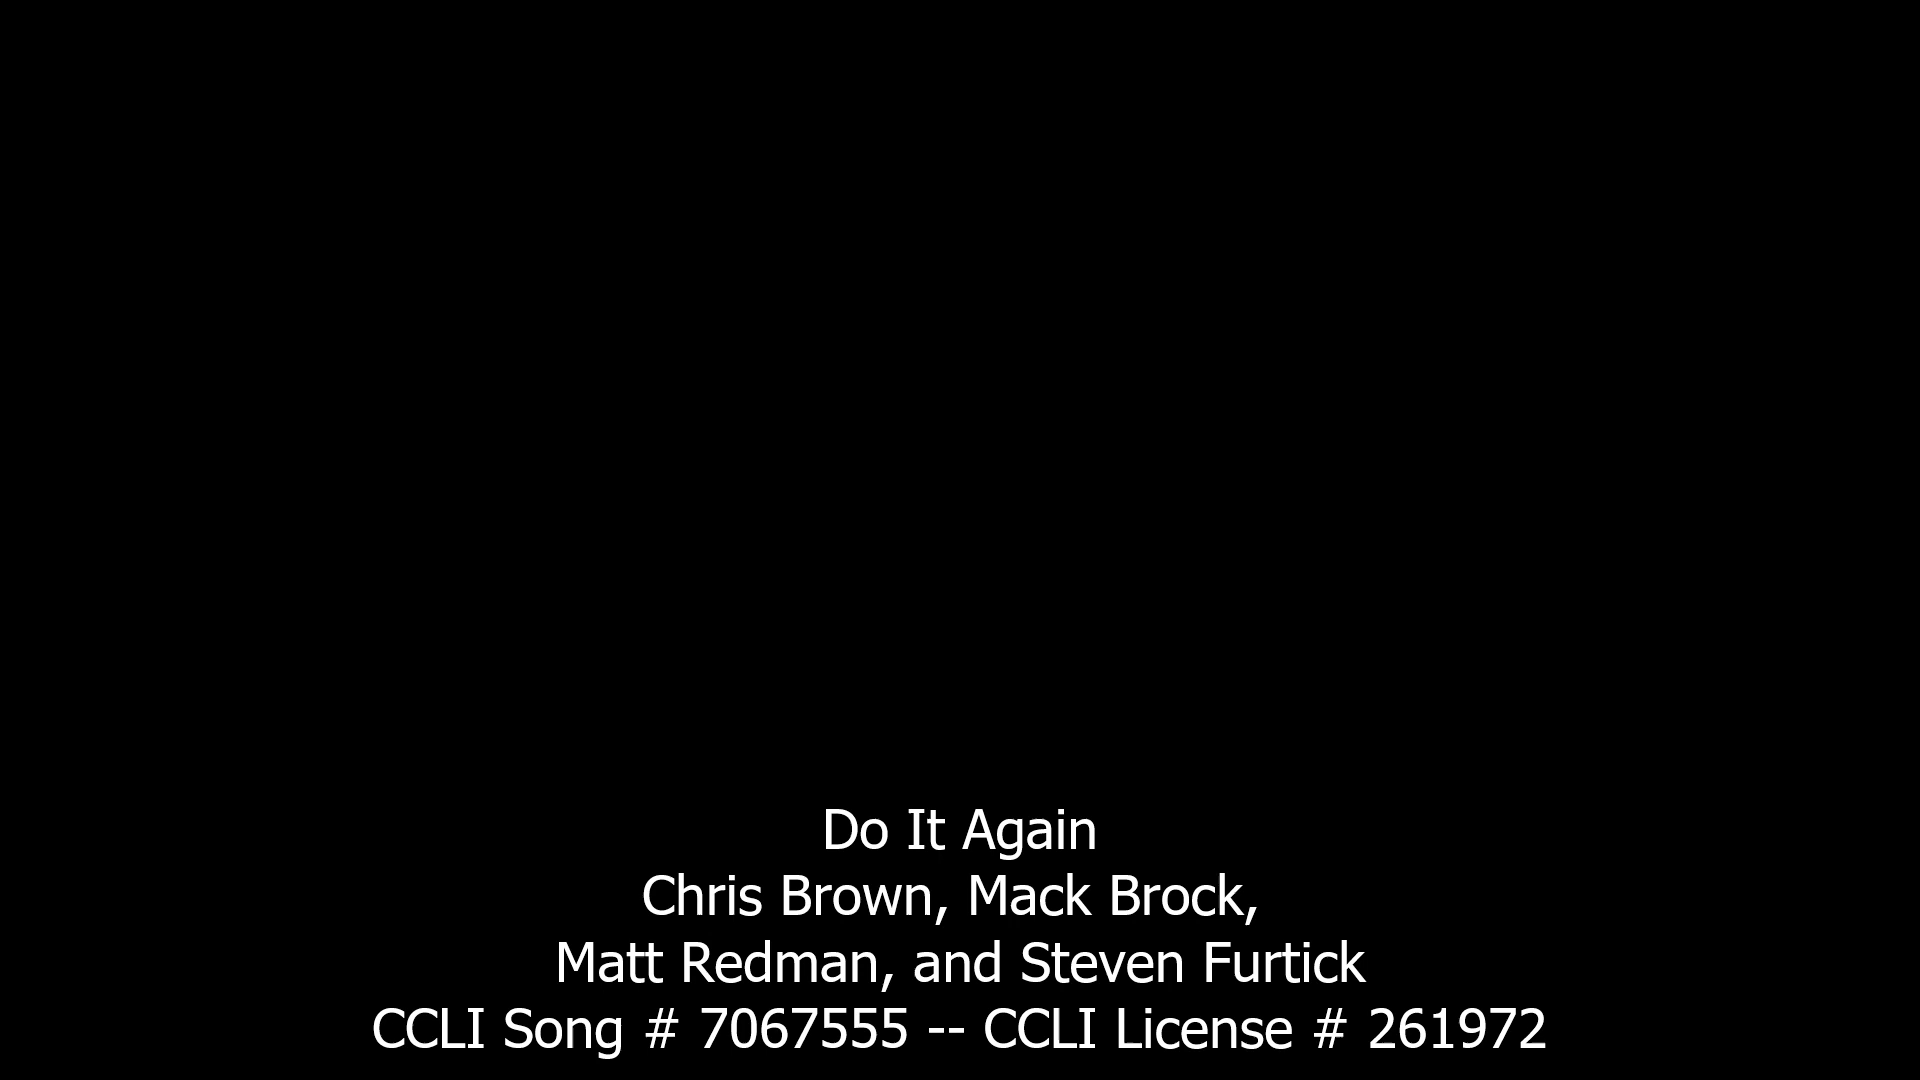 Do It Again
Chris Brown, Mack Brock,
Matt Redman, and Steven Furtick
CCLI Song # 7067555 -- CCLI License # 261972